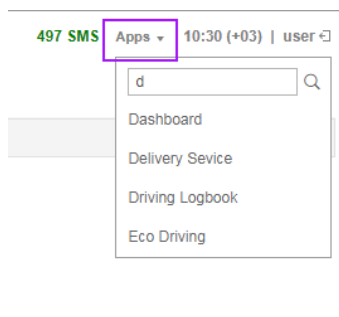 497 SMS Apps 10:30 (+03) | user
d
Dashboard
Delivery Sevice
Driving Logbook
Eco Driving